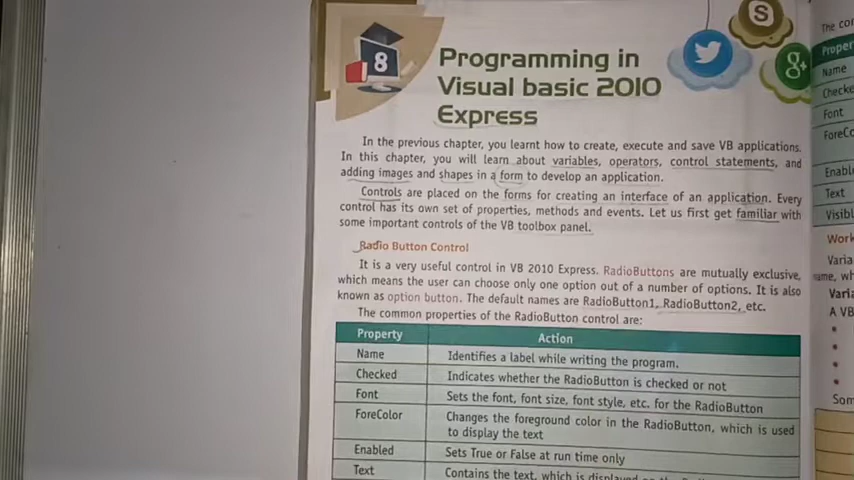 8
Programming in
Visual basic 2010
Express
In the previous chapter, you learnt how to create, execute and save VB applications.
In this chapter, you will learn about variables, operators, control statements, and
adding images and shapes in a form to develop an application.
Controls are placed on the forms for creating an interface of an application. Every
control has its own set of properties, methods and events. Let us first get familiar with
some important controls of the VB toolbox panel.
Radio Button Control
It is a very useful control in VB 2010 Express. RadioButtons are mutually exclusive,
which means the user can choose only one option out of a number of options. It is also
known as option button. The default names are RadioButton1, RadioButton2, etc.
The common properties of the RadioButton control are:
Property Action
Name Identifies a label while writing the program.
Checked Indicates whether the RadioButton is checked or not
Font Sets the font, font size, font style, etc. for the RadioButton
ForeColor Changes the foreground color in the RadioButton, which is used
to display the text
Enabled Sets True or False at run time only
Text Contains the text, which is displayed on the
S
g+
The
Name
Font
Text
A VB